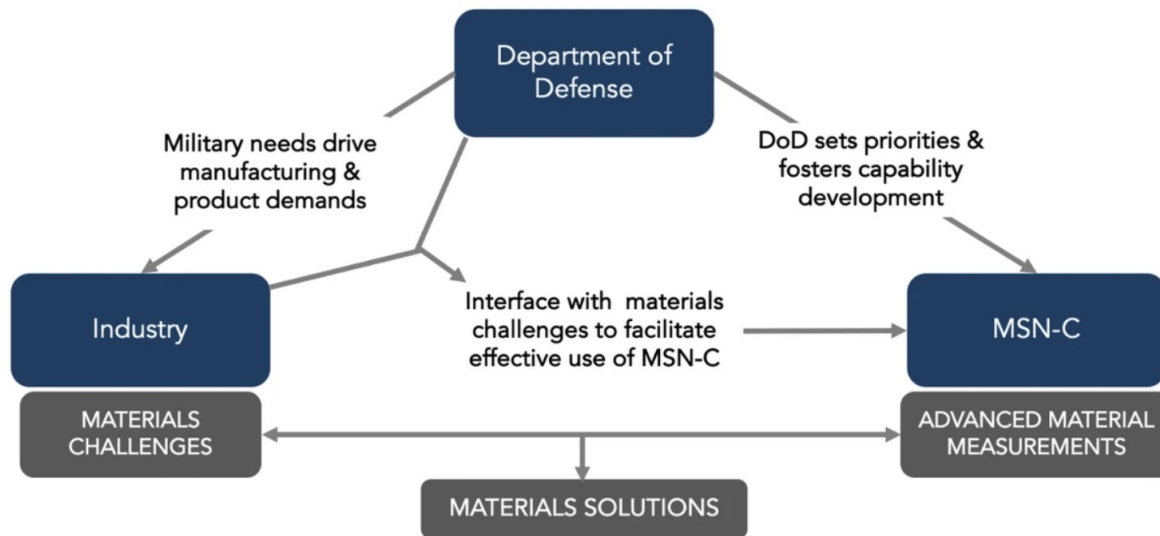 Department of
Defense
Military needs drive
manufacturing &
product demands
DoD sets priorities &
fosters capability
development
Industry
Interface with materials
challenges to facilitate
effective use of MSN-C
MSN-C
MATERIALS
CHALLENGES
ADVANCED MATERIAL
MEASUREMENTS
MATERIALS SOLUTIONS